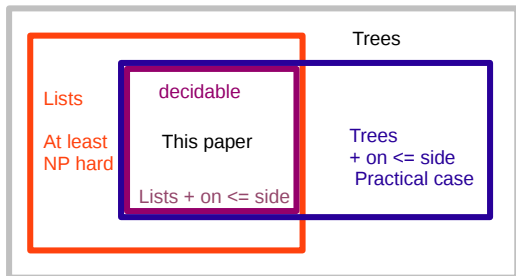 Trees
Lists
At least
NP hard
decidable
This paper
Lists + on <= side
Trees
+ on <= side
Practical case